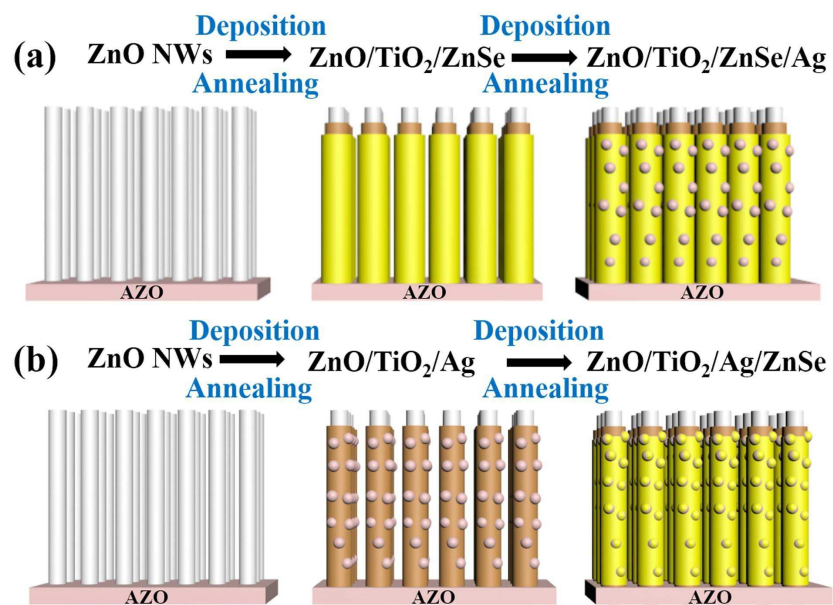 Deposition Deposition
(a) ZnO NWs ZnO/TiO₂/ZnSe ZnO/TiO₂/ZnSe/Ag
Annealing Annealing
AZO AZO AZO
Deposition Deposition
(b) ZnO NWs ZnO/TiO₂/Ag ZnO/TiO₂/Ag/ZnSe
Annealing Annealing
AZO AZO AZO